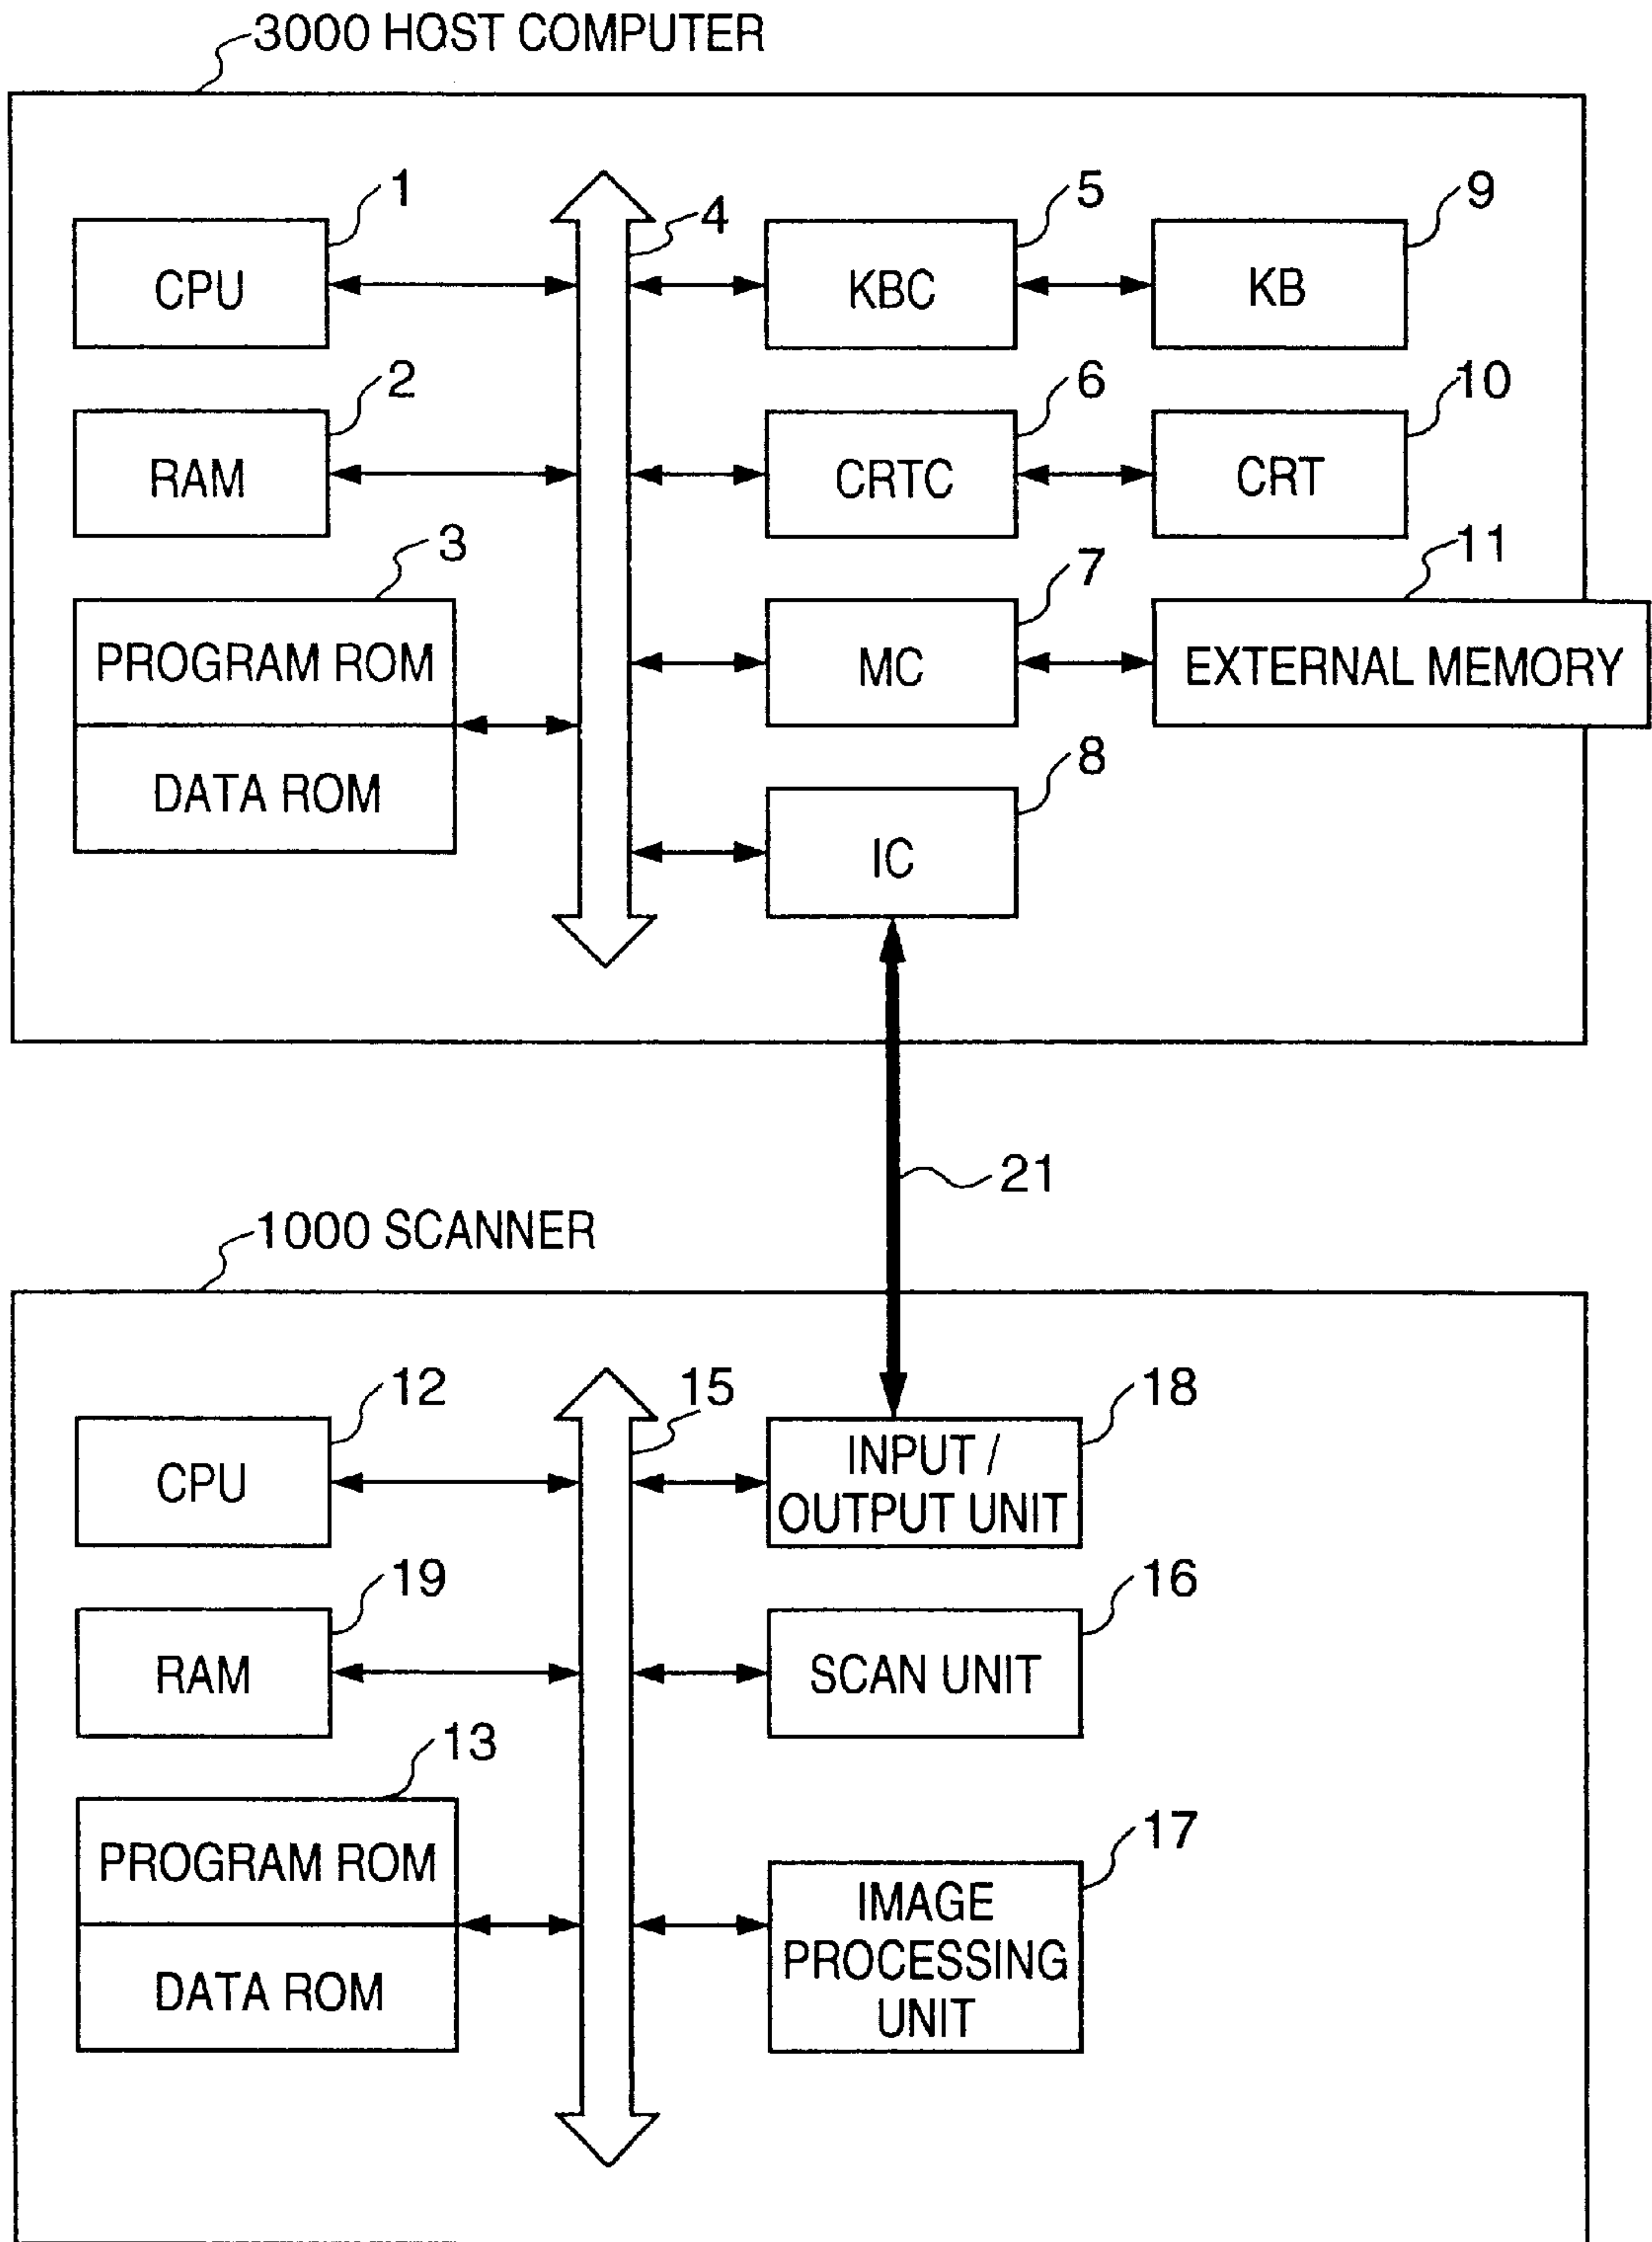 3000 HOST COMPUTER
1
4
5
9
CPU
KBC
KB
2
6
10
RAM
CRTC
CRT
3
7
11
PROGRAM ROM
MC
EXTERNAL MEMORY
DATA ROM
8
IC
21
1000 SCANNER
12
15
18
CPU
INPUT /
OUTPUT UNIT
19
16
RAM
SCAN UNIT
13
17
PROGRAM ROM
DATA ROM
IMAGE
PROCESSING
UNIT